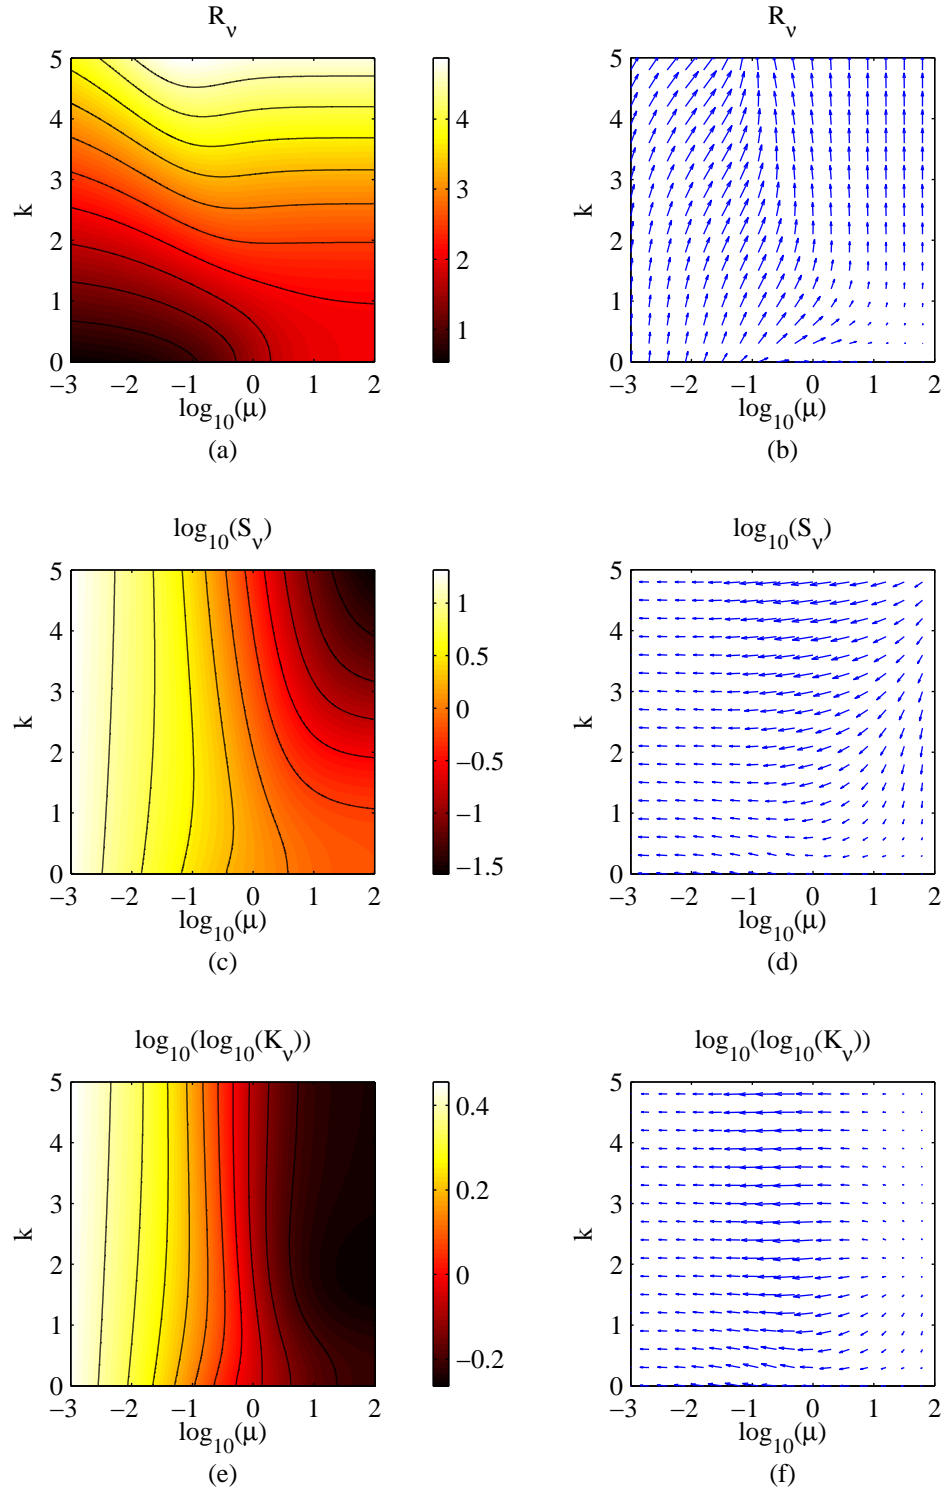 R_ν
5
4
3
2
1
0
k
−3 −2 −1 0 1 2
log_10(μ)
4
3
2
1
(a)
R_ν
5
4
3
2
1
0
k
−3 −2 −1 0 1 2
log_10(μ)
(b)
log_10(S_ν)
5
4
3
2
1
0
k
−3 −2 −1 0 1 2
log_10(μ)
1
0.5
0
−0.5
−1
−1.5
(c)
log_10(S_ν)
5
4
3
2
1
0
k
−3 −2 −1 0 1 2
log_10(μ)
(d)
log_10(log_10(K_ν))
5
4
3
2
1
0
k
−3 −2 −1 0 1 2
log_10(μ)
0.4
0.2
0
−0.2
(e)
log_10(log_10(K_ν))
5
4
3
2
1
0
k
−3 −2 −1 0 1 2
log_10(μ)
(f)